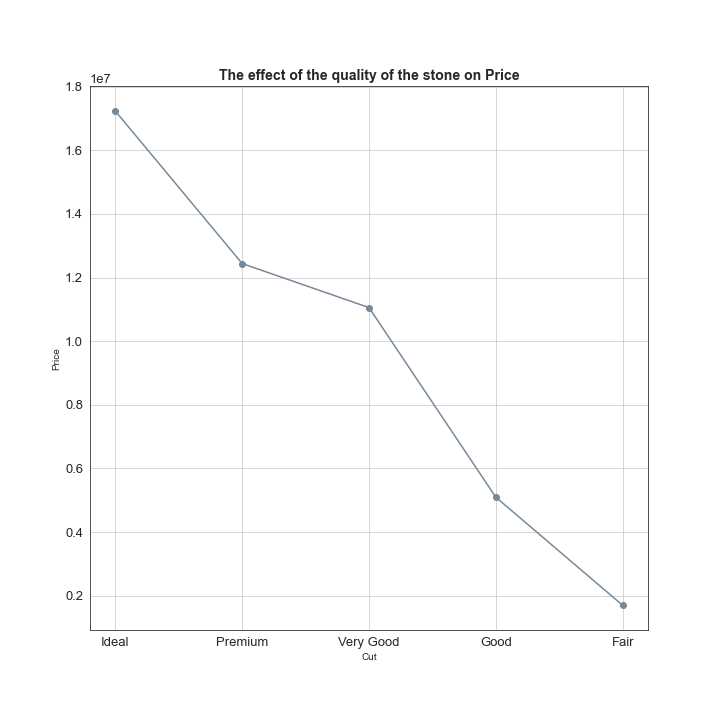 The effect of the quality of the stone on Price
1e7
1.8
1.6
1.4
1.2
1.0
0.8
0.6
0.4
0.2
Price
Ideal Premium Very Good Good Fair
Cut